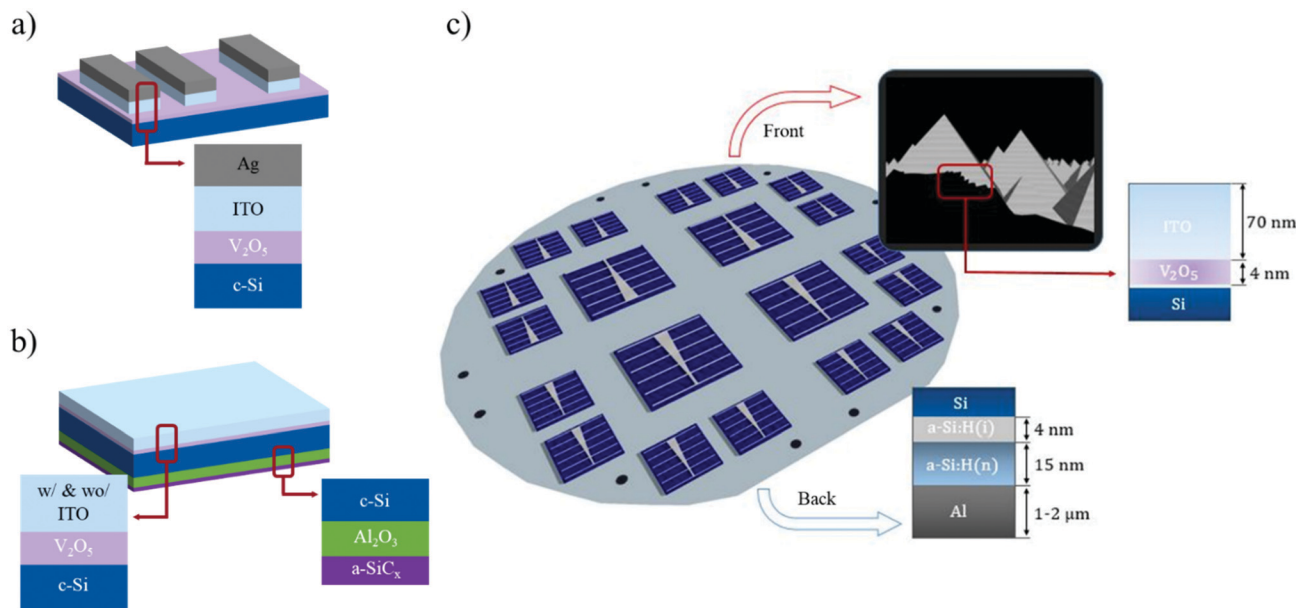 a)
Ag
ITO
V₂O₅
c-Si
b)
w/ & wo/
ITO
V₂O₅
c-Si
c-Si
Al₂O₃
a-SiCₓ
c)
Front
ITO
70 nm
V₂O₅
4 nm
Si
Back
Si
a-Si:H(i)
4 nm
a-Si:H(n)
15 nm
Al
1-2 μm